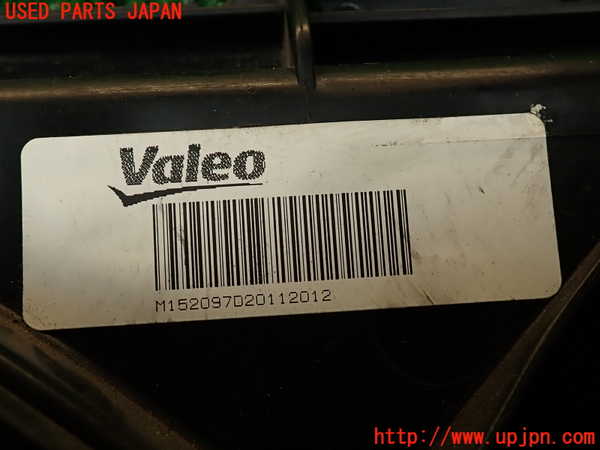 USED PARTS JAPAN
Valeo
M152097D20112012
http://www.upjpn.com/